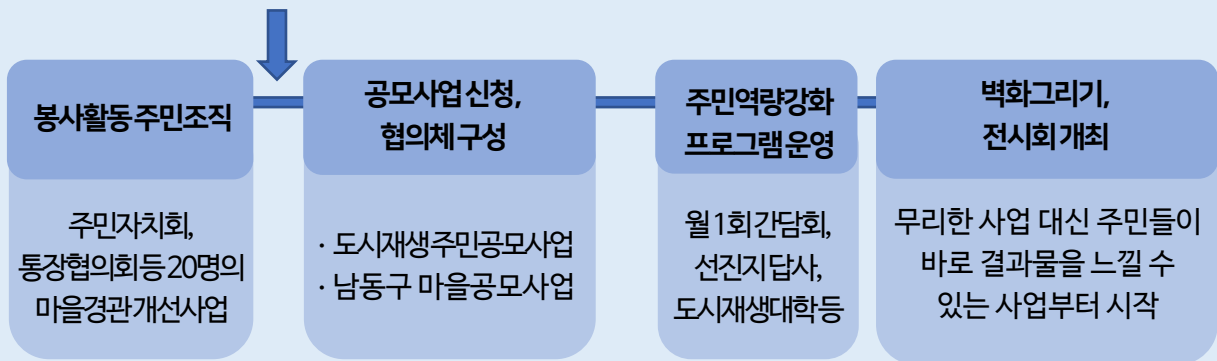 봉사활동 주민조직
주민자치회,
통장협의회 등 20명의
마을경관 개선사업
공모사업 신청,
협의체 구성
· 도시재생 주민공모사업
· 남동구 마을공모사업
주민역량강화
프로그램 운영
월 1회 간담회,
선진지 답사,
도시재생대학 등
벽화그리기,
전시회 개최
무리한 사업 대신 주민들이
바로 결과물을 느낄 수
있는 사업부터 시작